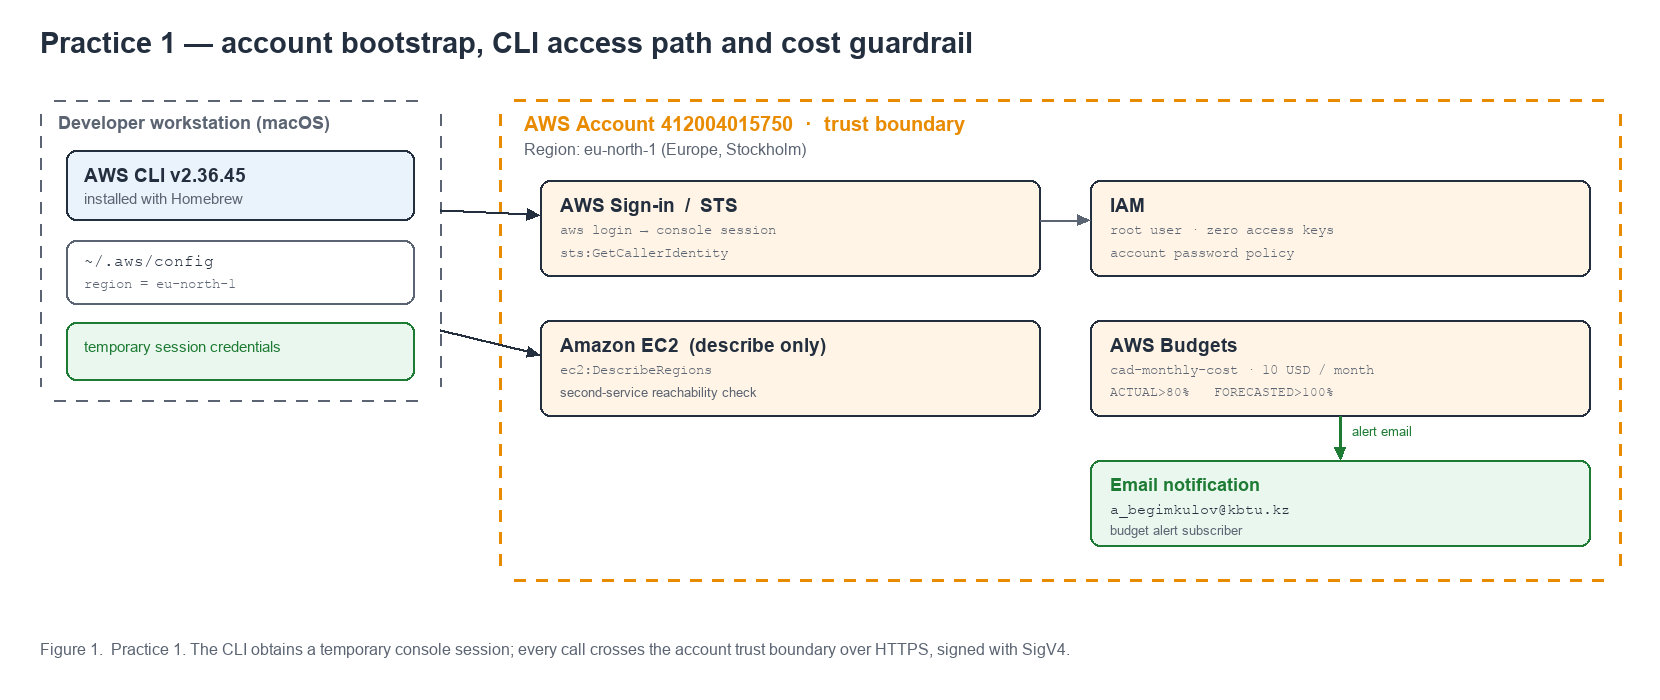 Practice 1 — account bootstrap, CLI access path and cost guardrail
Developer workstation (macOS)
AWS CLI v2.36.45
installed with Homebrew
~/.aws/config
region = eu-north-1
temporary session credentials
AWS Account 412004015750 · trust boundary
Region: eu-north-1 (Europe, Stockholm)
AWS Sign-in / STS
aws login → console session
sts:GetCallerIdentity
IAM
root user · zero access keys
account password policy
Amazon EC2 (describe only)
ec2:DescribeRegions
second-service reachability check
AWS Budgets
cad-monthly-cost · 10 USD / month
ACTUAL>80% FORECASTED>100%
alert email
Email notification
a_begimkulov@kbtu.kz
budget alert subscriber
Figure 1. Practice 1. The CLI obtains a temporary console session; every call crosses the account trust boundary over HTTPS, signed with SigV4.